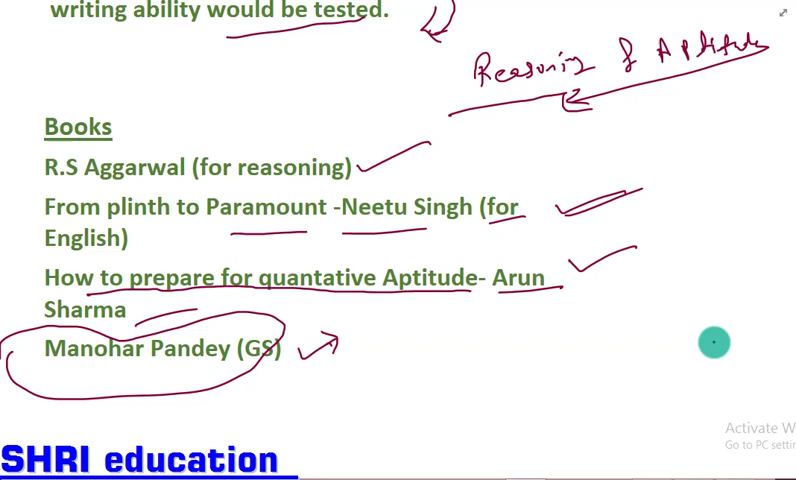 writing ability would be tested.
Reasoning & Aptitude
Books
R.S Aggarwal (for reasoning)
From plinth to Paramount -Neetu Singh (for
English)
How to prepare for quantative Aptitude- Arun
Sharma
Manohar Pandey (GS)
Activate W
Go to PC settin
SHRI education